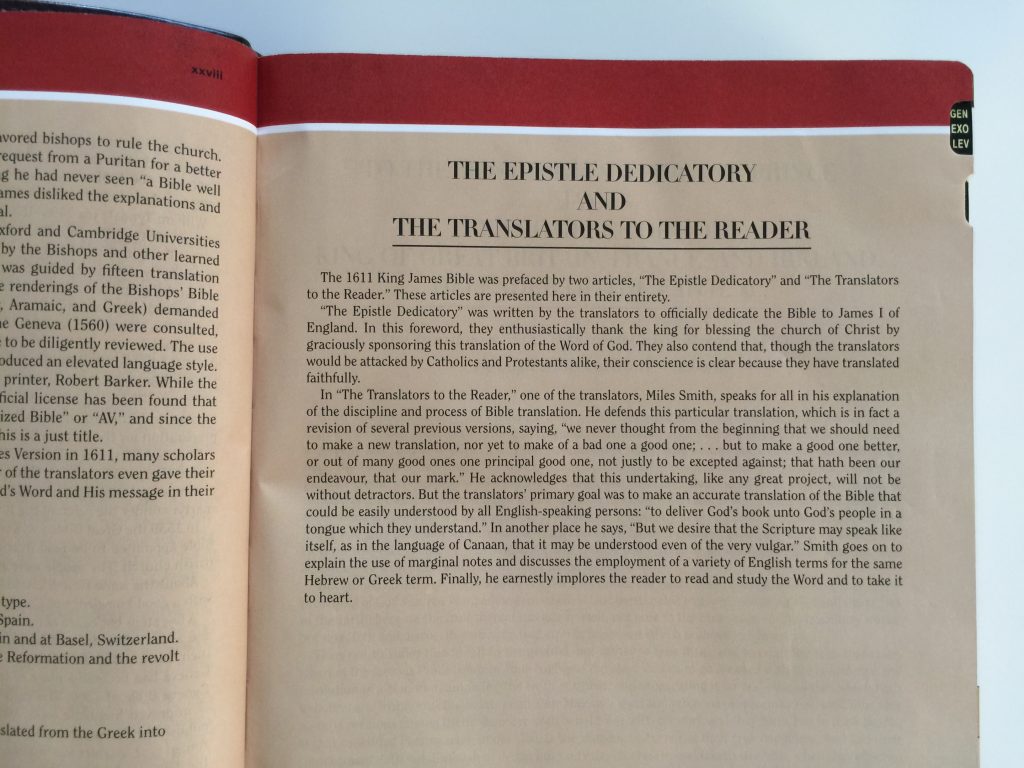 xxviii
avored bishops to rule the church.
request from a Puritan for a better
ng he had never seen “a Bible well
ames disliked the explanations and
al.
xford and Cambridge Universities
by the Bishops and other learned
was guided by fifteen translation
e renderings of the Bishops’ Bible
, Aramaic, and Greek) demanded
he Geneva (1560) were consulted,
e to be diligently reviewed. The use
oduced an elevated language style.
printer, Robert Barker. While the
ficial license has been found that
ized Bible” or “AV,” and since the
his is a just title.
es Version in 1611, many scholars
r of the translators even gave their
d’s Word and His message in their
type.
Spain.
in and at Basel, Switzerland.
e Reformation and the revolt
slated from the Greek into
GEN
EXO
LEV
THE EPISTLE DEDICATORY
AND
THE TRANSLATORS TO THE READER
The 1611 King James Bible was prefaced by two articles, “The Epistle Dedicatory” and “The Translators
to the Reader.” These articles are presented here in their entirety.
“The Epistle Dedicatory” was written by the translators to officially dedicate the Bible to James I of
England. In this foreword, they enthusiastically thank the king for blessing the church of Christ by
graciously sponsoring this translation of the Word of God. They also contend that, though the translators
would be attacked by Catholics and Protestants alike, their conscience is clear because they have translated
faithfully.
In “The Translators to the Reader,” one of the translators, Miles Smith, speaks for all in his explanation
of the discipline and process of Bible translation. He defends this particular translation, which is in fact a
revision of several previous versions, saying, “we never thought from the beginning that we should need
to make a new translation, nor yet to make of a bad one a good one; . . . but to make a good one better,
or out of many good ones one principal good one, not justly to be excepted against; that hath been our
endeavour, that our mark.” He acknowledges that this undertaking, like any great project, will not be
without detractors. But the translators’ primary goal was to make an accurate translation of the Bible that
could be easily understood by all English-speaking persons: “to deliver God’s book unto God’s people in a
tongue which they understand.” In another place he says, “But we desire that the Scripture may speak like
itself, as in the language of Canaan, that it may be understood even of the very vulgar.” Smith goes on to
explain the use of marginal notes and discusses the employment of a variety of English terms for the same
Hebrew or Greek term. Finally, he earnestly implores the reader to read and study the Word and to take it
to heart.